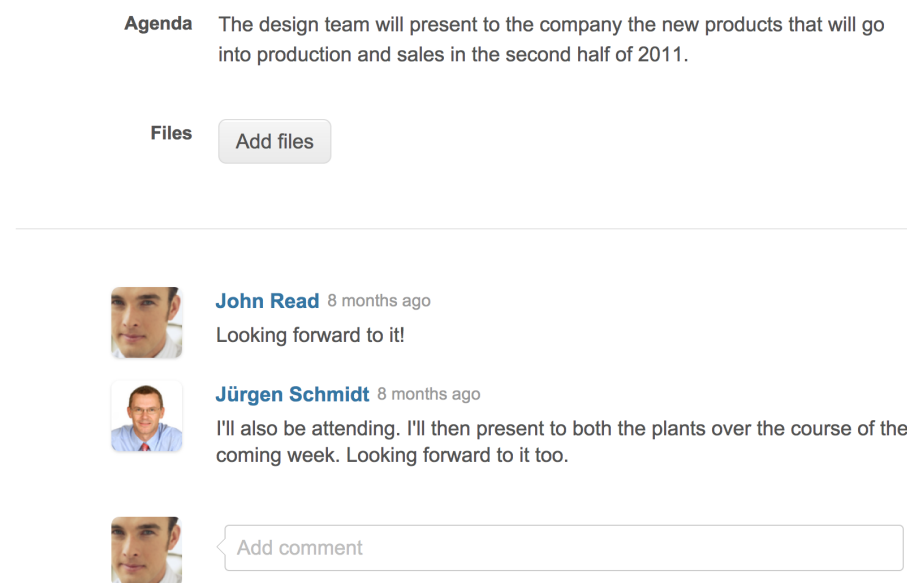 Agenda The design team will present to the company the new products that will go
into production and sales in the second half of 2011.
Files Add files
John Read 8 months ago
Looking forward to it!
Jürgen Schmidt 8 months ago
I'll also be attending. I'll then present to both the plants over the course of the
coming week. Looking forward to it too.
Add comment